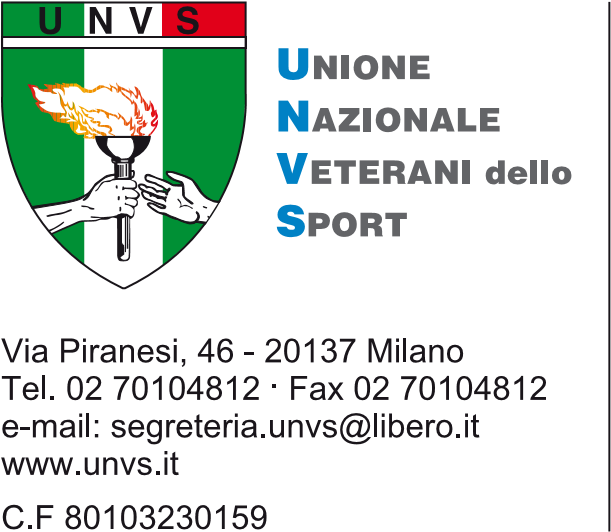 UNVS
UNIONE
NAZIONALE
VETERANI dello
SPORT
Via Piranesi, 46 - 20137 Milano
Tel. 02 70104812 · Fax 02 70104812
e-mail: segreteria.unvs@libero.it
www.unvs.it
C.F 80103230159